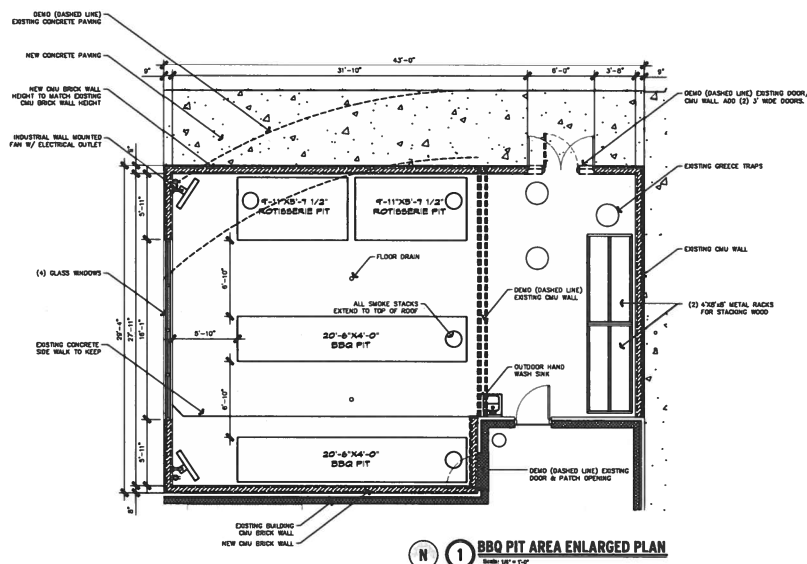 DEMO (DASHED LINE)
EXISTING CONCRETE PAVING
NEW CONCRETE PAVING
NEW CMU BRICK WALL
HEIGHT TO MATCH EXISTING
CMU BRICK WALL HEIGHT
INDUSTRIAL WALL MOUNTED
FAN W/ ELECTRICAL OUTLET
(4) GLASS WINDOWS
EXISTING CONCRETE
SIDE WALK TO KEEP
43'-0"
9"
31'-10"
6'-0"
3'-6"
9"
DEMO (DASHED LINE) EXISTING DOOR,
CMU WALL. ADD (2) 3' WIDE DOORS.
EXISTING GREECE TRAPS
EXISTING CMU WALL
(2) 4'X8'x8' METAL RACKS
FOR STACKING WOOD
9'-11"X5'-7 1/2"
ROTISSERIE PIT
9'-11"X5'-7 1/2"
ROTISSERIE PIT
FLOOR DRAIN
ALL SMOKE STACKS
EXTEND TO TOP OF ROOF
DEMO (DASHED LINE)
EXISTING CMU WALL
20'-6"X4'-0"
BBQ PIT
OUTDOOR HAND
WASH SINK
20'-6"X4'-0"
BBQ PIT
DEMO (DASHED LINE) EXISTING
DOOR & PATCH OPENING
5'-11"
6'-10"
5'-10"
29'-4"
27'-11"
16'-1"
6'-10"
5'-11"
EXISTING BUILDING
CMU BRICK WALL
NEW CMU BRICK WALL
N
1
BBQ PIT AREA ENLARGED PLAN